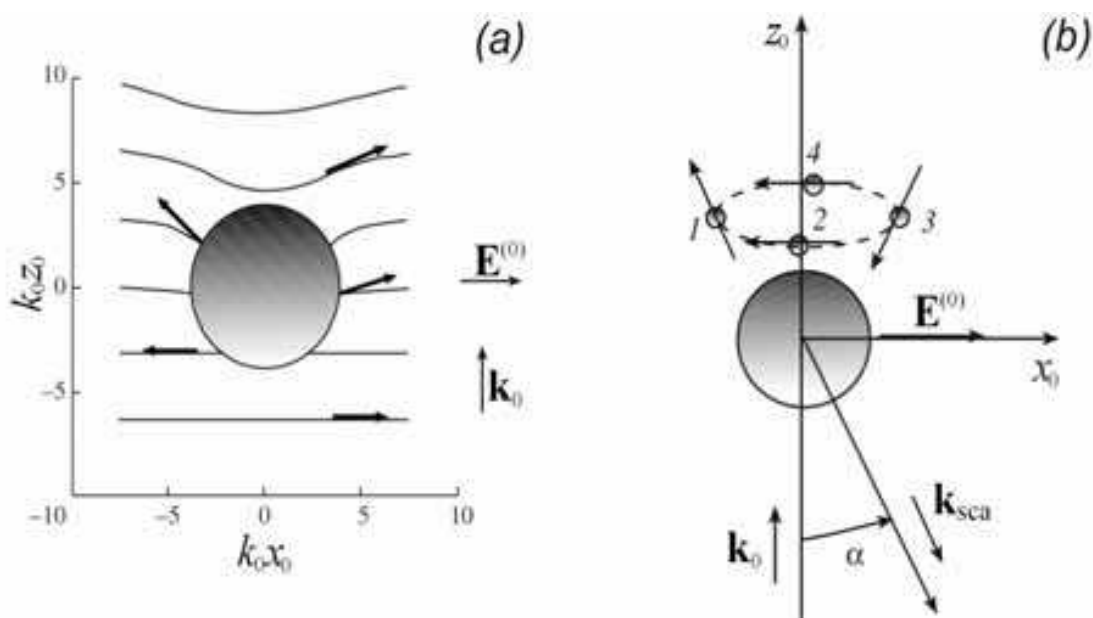 (a)
10
5
0
−5
−10
0
−5
0
5
10
k₀z₀
k₀x₀
E⁽⁰⁾
k₀
(b)
z₀
4
1
2
3
E⁽⁰⁾
x₀
k_sca
k₀
α